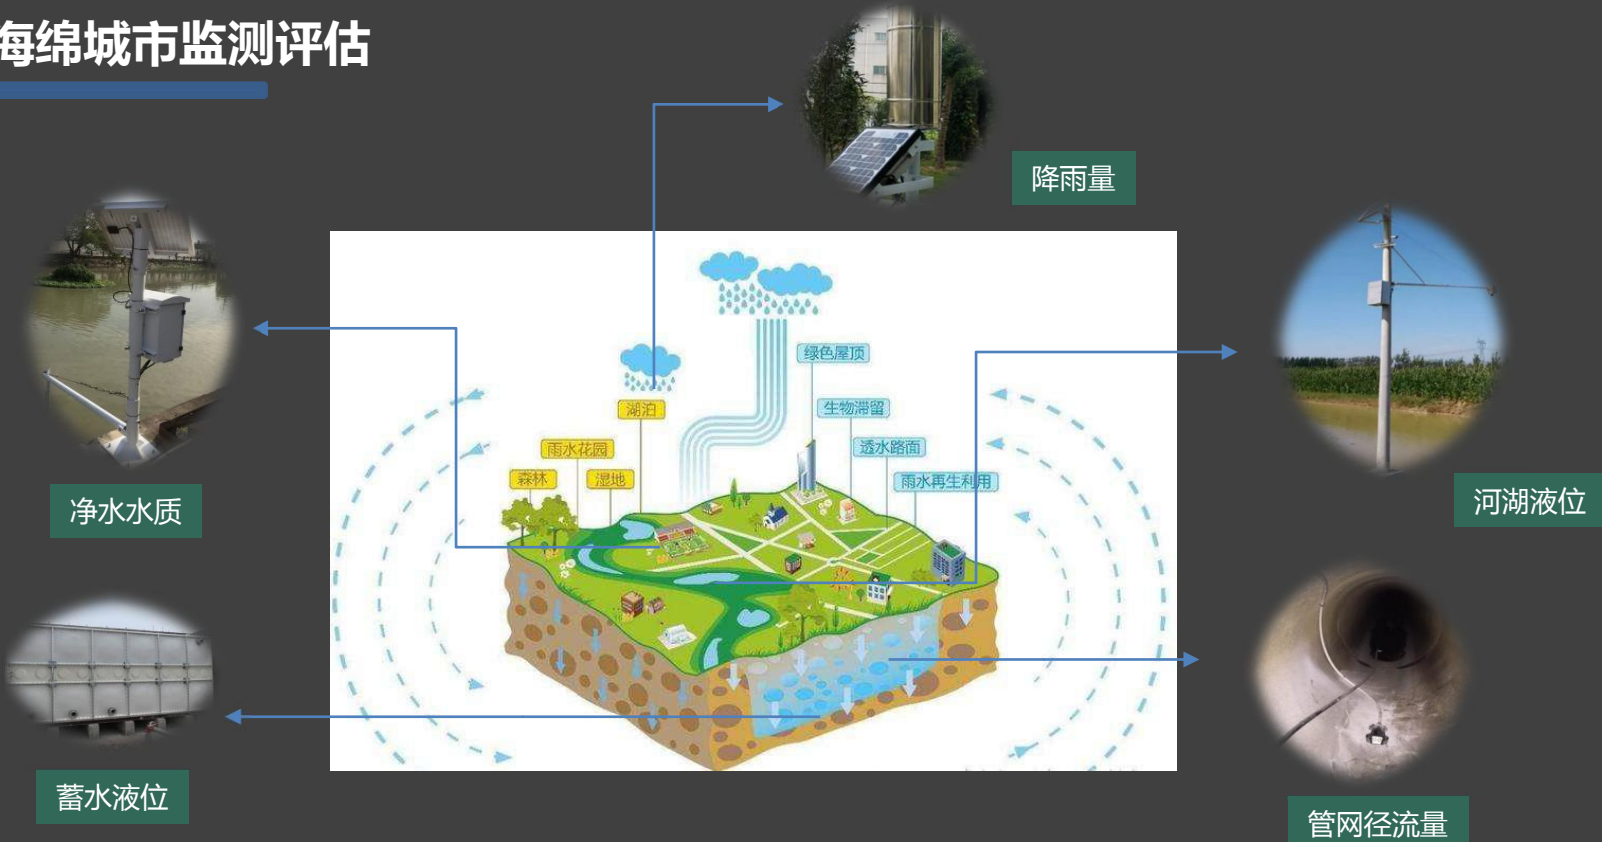 海绵城市监测评估
降雨量
净水水质
河湖液位
蓄水液位
管网径流量
绿色屋顶
湖泊
生物滞留
雨水花园
透水路面
森林
湿地
雨水再生利用